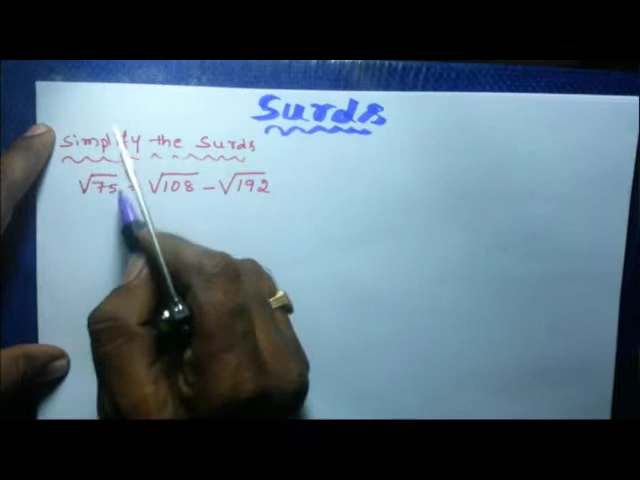 Surds
Simplify the Surds
√75 √108 - √192